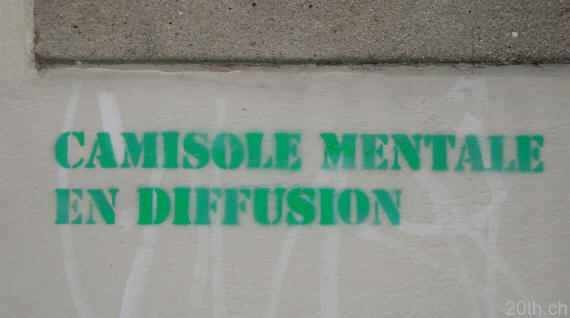 CAMISOLE MENTALE
EN DIFFUSION
20th.ch